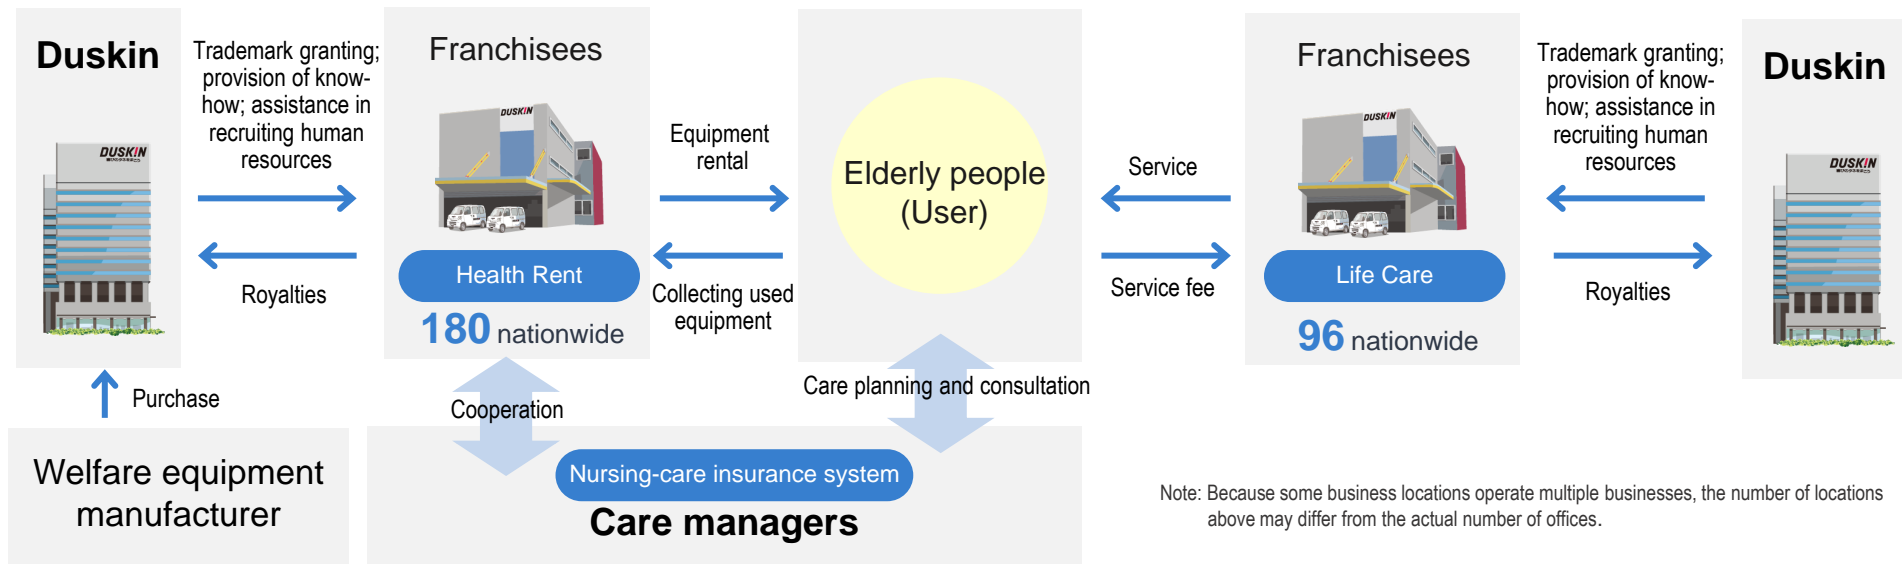 Duskin
Trademark granting;
provision of know-
how; assistance in
recruiting human
resources
DUSKIN
Royalties
Purchase
Welfare equipment
manufacturer
Franchisees
DUSKIN
Health Rent
180 nationwide
Equipment
rental
Collecting used
equipment
Cooperation
Elderly people
(User)
Care planning and consultation
Nursing-care insurance system
Care managers
Service
Service fee
Franchisees
DUSKIN
Life Care
96 nationwide
Trademark granting;
provision of know-
how; assistance in
recruiting human
resources
Royalties
Duskin
DUSKIN
Note: Because some business locations operate multiple businesses, the number of locations
above may differ from the actual number of offices.